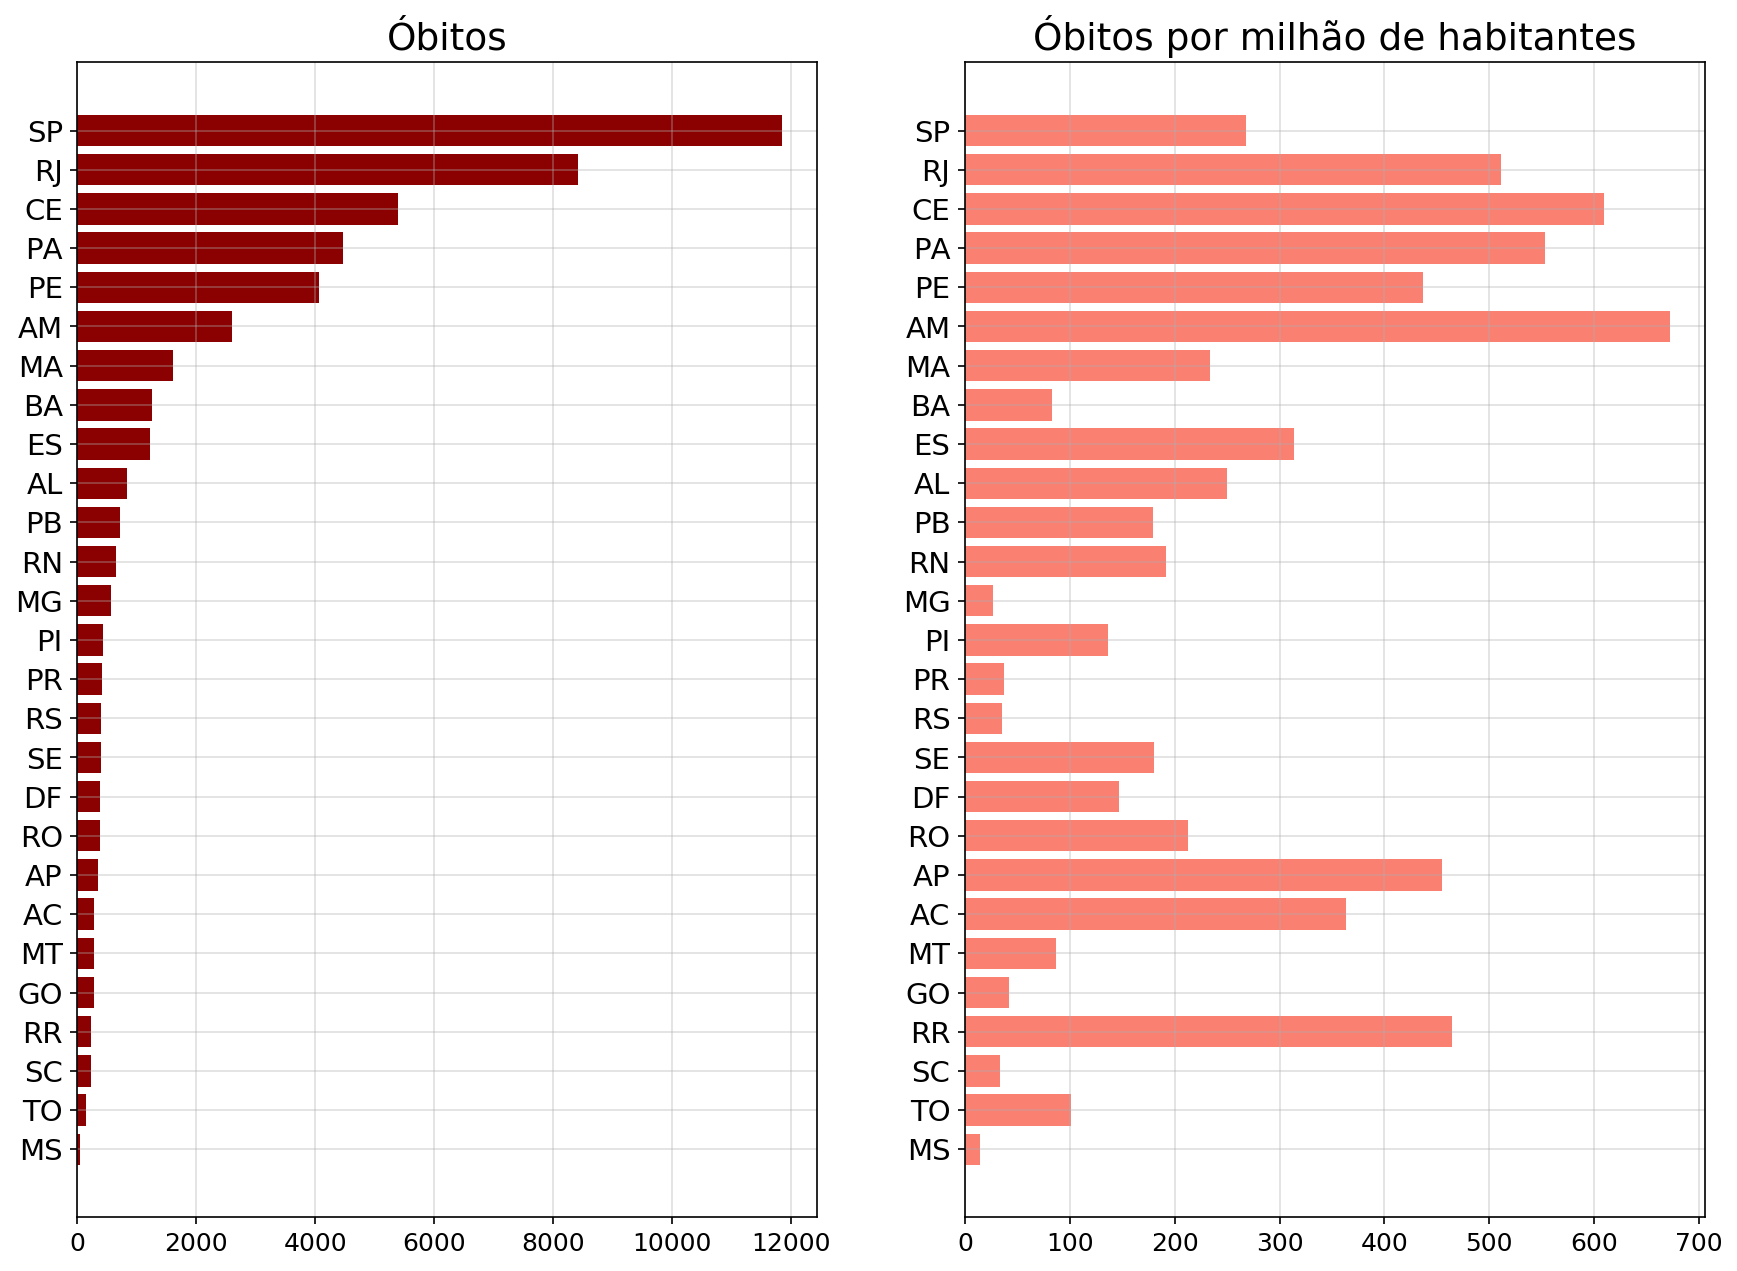 Óbitos
SP
RJ
CE
PA
PE
AM
MA
BA
ES
AL
PB
RN
MG
PI
PR
RS
SE
DF
RO
AP
AC
MT
GO
RR
SC
TO
MS
0 2000 4000 6000 8000 10000 12000
Óbitos por milhão de habitantes
SP
RJ
CE
PA
PE
AM
MA
BA
ES
AL
PB
RN
MG
PI
PR
RS
SE
DF
RO
AP
AC
MT
GO
RR
SC
TO
MS
0 100 200 300 400 500 600 700